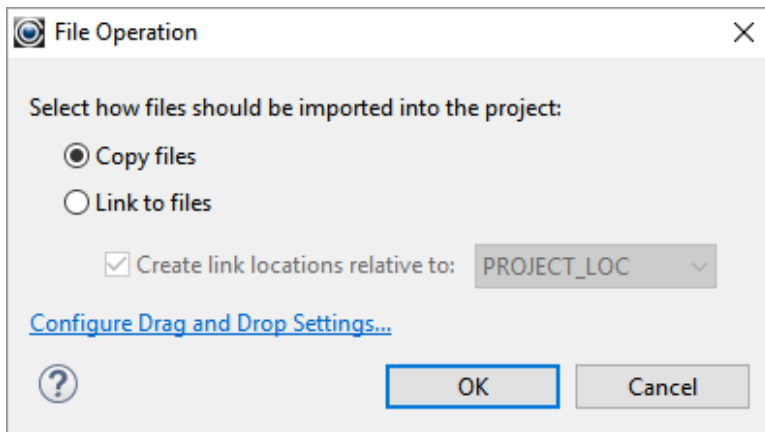 File Operation
Select how files should be imported into the project:
Copy files
Link to files
Create link locations relative to: PROJECT_LOC
Configure Drag and Drop Settings...
OK Cancel